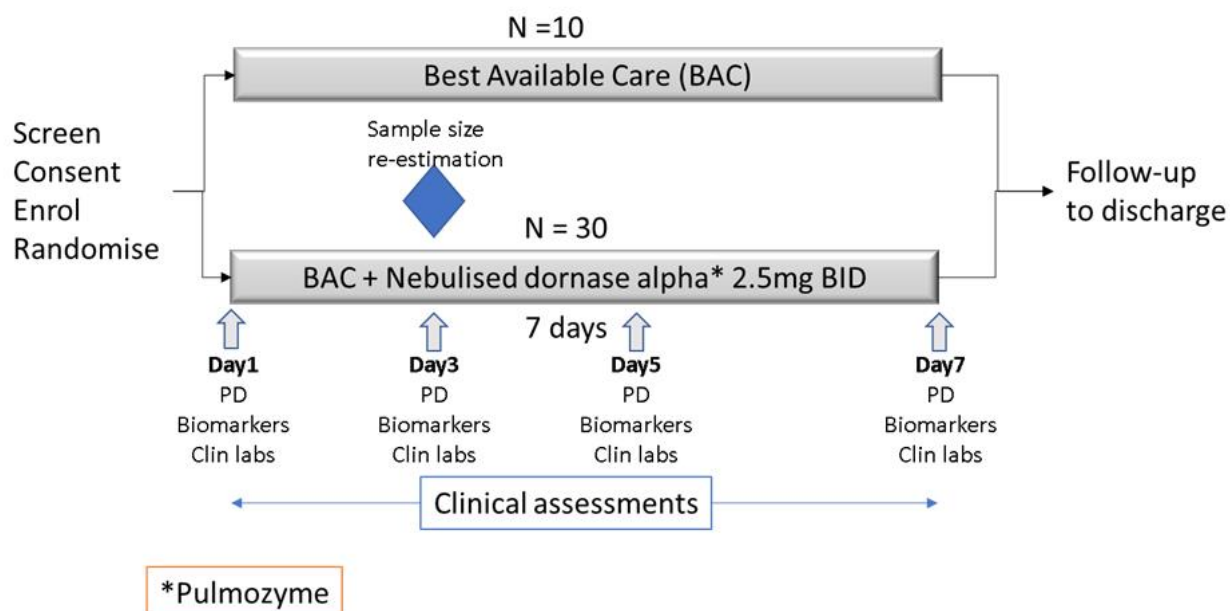 N =10
Best Available Care (BAC)
Screen
Consent
Enrol
Randomise
Sample size
re-estimation
N = 30
BAC + Nebulised dornase alpha* 2.5mg BID
Follow-up
to discharge
7 days
Day1
PD
Biomarkers
Clin labs
Day3
PD
Biomarkers
Clin labs
Day5
PD
Biomarkers
Clin labs
Day7
PD
Biomarkers
Clin labs
Clinical assessments
*Pulmozyme